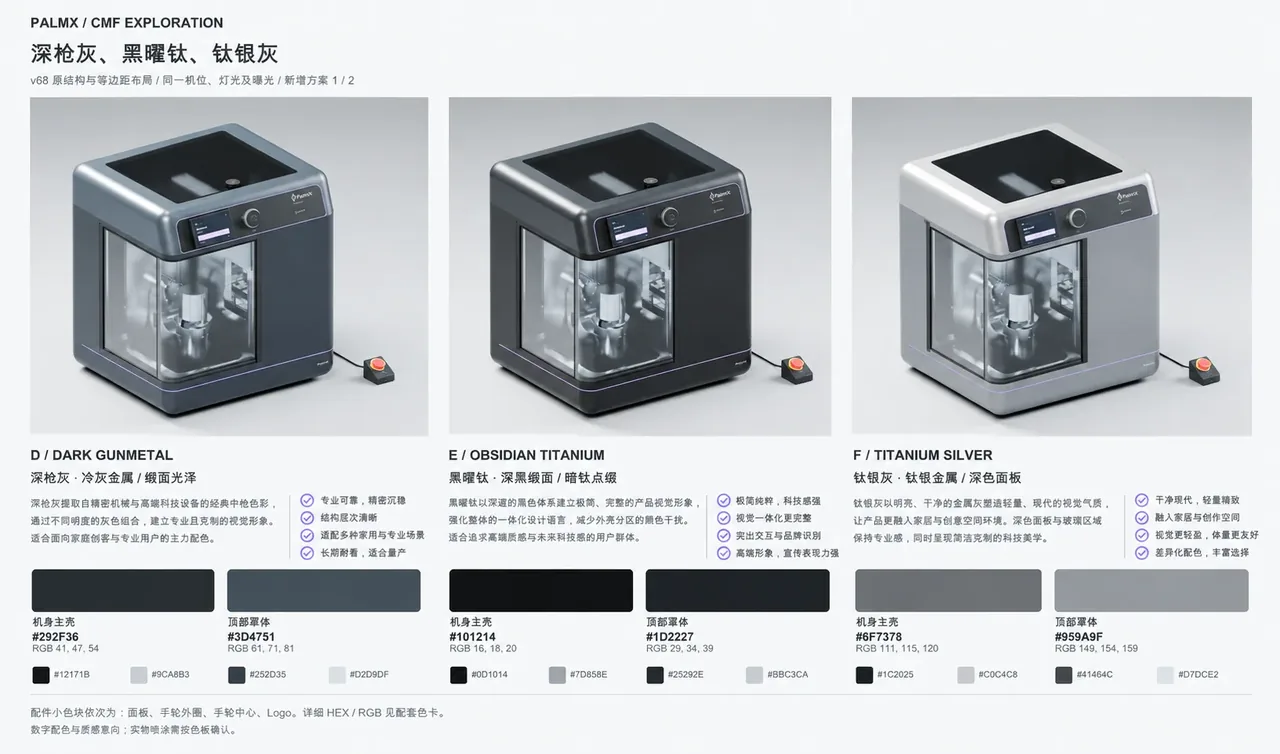 PALMX / CMF EXPLORATION
深枪灰、黑曜钛、钛银灰
v68 原结构与等边距布局 / 同一机位、灯光及曝光 / 新增方案 1 / 2
PalmX
PalmX
PalmX
D / DARK GUNMETAL
深枪灰 · 冷灰金属 / 缎面光泽
深枪灰提取自精密机械与高端科技设备的经典中枪色彩，
通过不同明度的灰色组合，建立专业且克制的视觉形象。
适合面向家庭创客与专业用户的主力配色。
专业可靠，精密沉稳
结构层次清晰
适配多种家用与专业场景
长期耐看，适合量产
机身主亮
#292F36
RGB 41, 47, 54
顶部罩体
#3D4751
RGB 61, 71, 81
#12171B
#9CA8B3
#252D35
#D2D9DF
E / OBSIDIAN TITANIUM
黑曜钛 · 深黑缎面 / 暗钛点缀
黑曜钛以深邃的黑色体系建立极简、完整的产品视觉形象，
强化整体的一体化设计语言，减少外亮分区的颜色干扰。
适合追求高端质感与未来科技感的用户群体。
极简纯粹，科技感强
视觉一体化更完整
突出交互与品牌识别
高端形象，宣传表现力强
机身主亮
#101214
RGB 16, 18, 20
顶部罩体
#1D2227
RGB 29, 34, 39
#0D1014
#7D858E
#25292E
#BBC3CA
F / TITANIUM SILVER
钛银灰 · 钛银金属 / 深色面板
钛银灰以明亮、干净的金属灰塑造轻量、现代的视觉气质，
让产品更融入家居与创意空间环境。深色面板与玻璃区域
保持专业感，同时呈现简洁克制的科技美学。
干净现代，轻量精致
融入家居与创作空间
视觉更轻盈，体量更友好
差异化配色，丰富选择
机身主亮
#6F7378
RGB 111, 115, 120
顶部罩体
#959A9F
RGB 149, 154, 159
#1C2025
#C0C4C8
#41464C
#D7DCE2
配件小色块依次为：面板、手轮外圈、手轮中心、Logo。详细 HEX / RGB 见配套色卡。
数字配色与质感意向；实物喷涂需按色板确认。